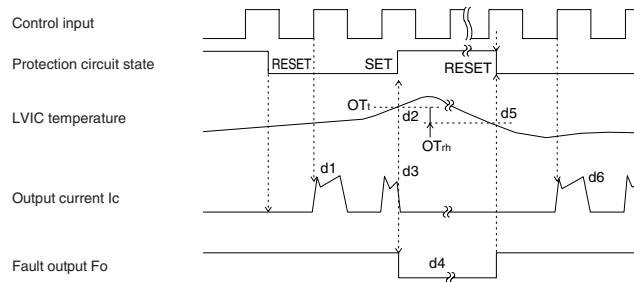 Control input
Protection circuit state
RESET
SET
RESET
LVIC temperature
OTt
d2
d5
OTrh
Output current Ic
d1
d3
d6
Fault output Fo
d4